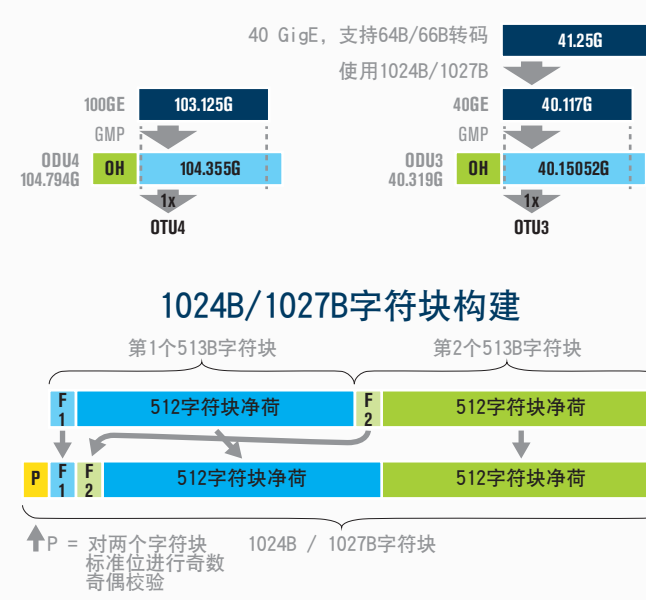 40 GigE, 支持64B/66B转码
41.25G
使用1024B/1027B
100GE
103.125G
40GE
40.117G
GMP
GMP
ODU4
104.794G
OH
104.355G
ODU3
40.319G
OH
40.15052G
1x
1x
OTU4
OTU3
1024B/1027B字符块构建
第1个513B字符块
第2个513B字符块
F
1
512字符块净荷
F
2
512字符块净荷
P
F
1
F
2
512字符块净荷
512字符块净荷
P = 对两个字符块
标准位进行奇数
奇偶校验
1024B / 1027B字符块